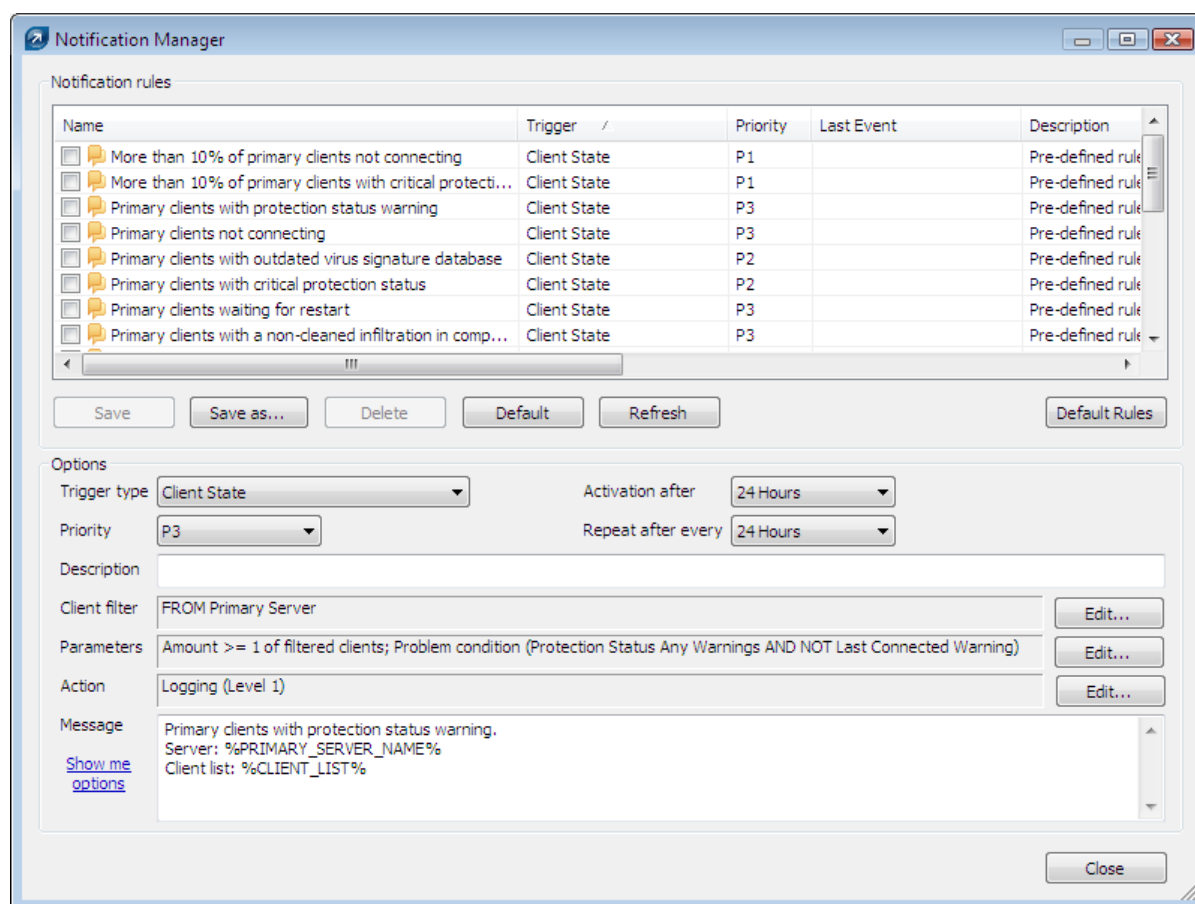 Notification Manager
Notification rules
Name Trigger Priority Last Event Description
More than 10% of primary clients not connecting Client State P1 Pre-defined rule
More than 10% of primary clients with critical protecti... Client State P1 Pre-defined rule
Primary clients with protection status warning Client State P3 Pre-defined rule
Primary clients not connecting Client State P3 Pre-defined rule
Primary clients with outdated virus signature database Client State P2 Pre-defined rule
Primary clients with critical protection status Client State P2 Pre-defined rule
Primary clients waiting for restart Client State P3 Pre-defined rule
Primary clients with a non-cleaned infiltration in comp... Client State P3 Pre-defined rule
Save Save as... Delete Default Refresh Default Rules
Options
Trigger type Client State Activation after 24 Hours
Priority P3 Repeat after every 24 Hours
Description
Client filter FROM Primary Server Edit...
Parameters Amount >= 1 of filtered clients; Problem condition (Protection Status Any Warnings AND NOT Last Connected Warning) Edit...
Action Logging (Level 1) Edit...
Message Primary clients with protection status warning.
Server: %PRIMARY_SERVER_NAME%
Show me Client list: %CLIENT_LIST%
options
Close